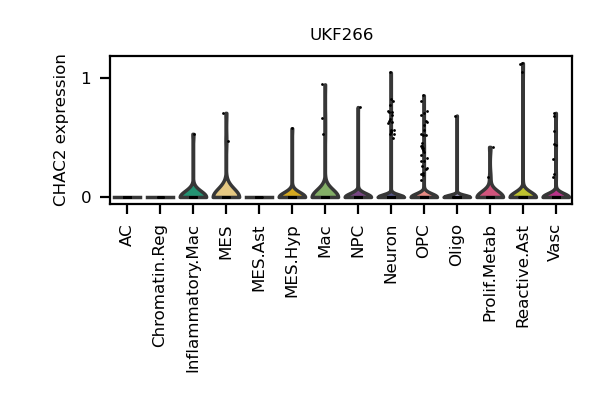 UKF266
CHAC2 expression
1
0
AC
Chromatin.Reg
Inflammatory.Mac
MES
MES.Ast
MES.Hyp
Mac
NPC
Neuron
OPC
Oligo
Prolif.Metab
Reactive.Ast
Vasc